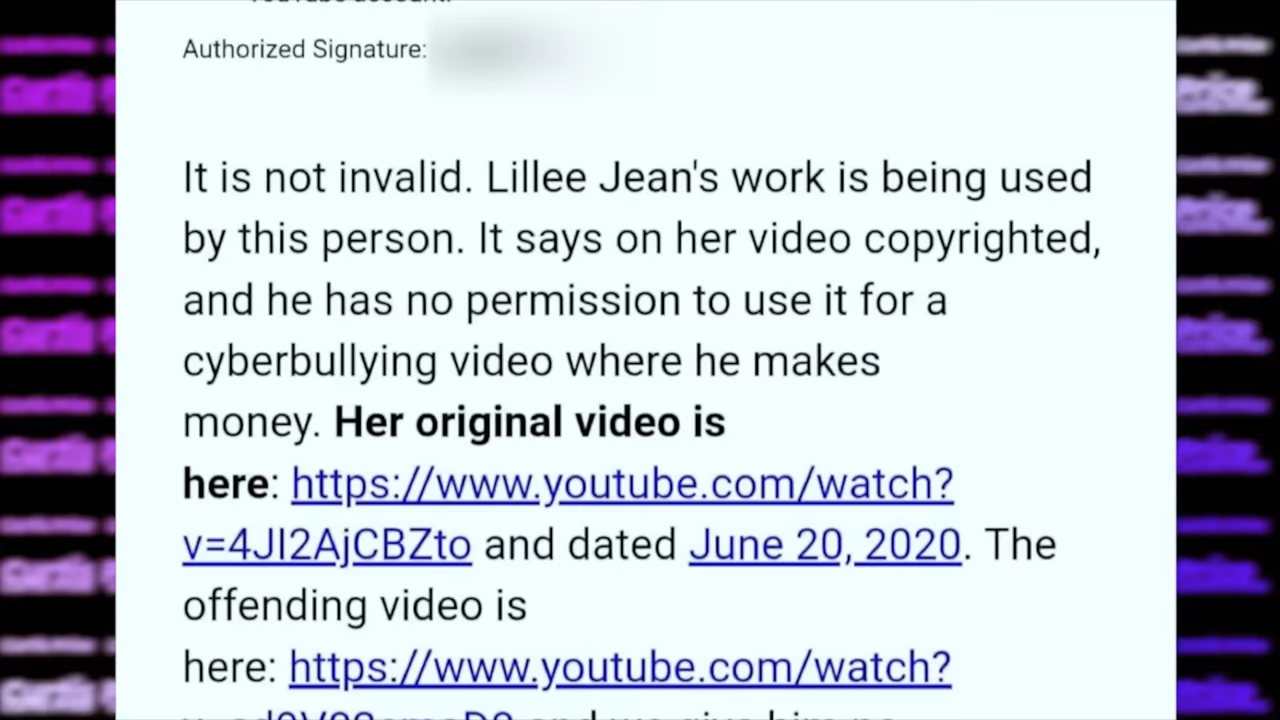 Authorized Signature:
It is not invalid. Lillee Jean's work is being used
by this person. It says on her video copyrighted,
and he has no permission to use it for a
cyberbullying video where he makes
money. Her original video is
here: https://www.youtube.com/watch?
v=4JI2AjCBZto and dated June 20, 2020. The
offending video is
here: https://www.youtube.com/watch?